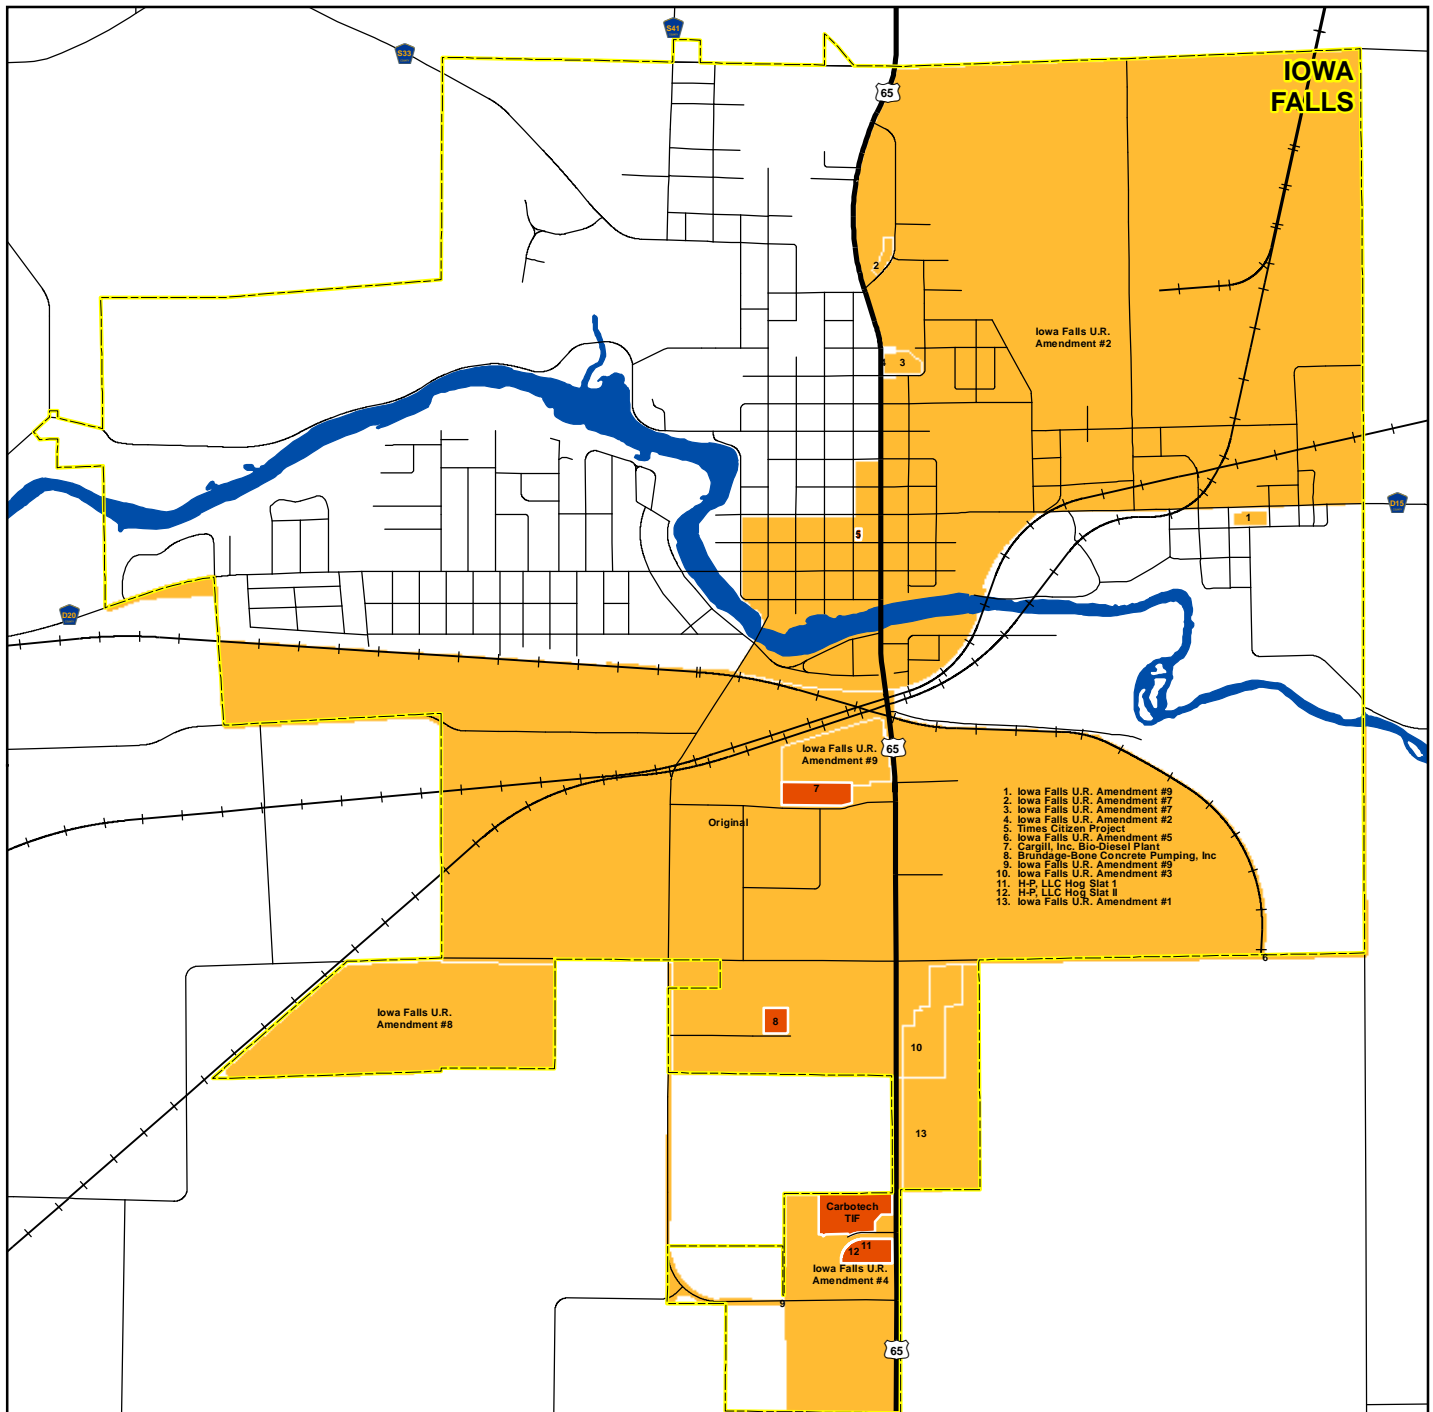 S41
S33
IOWA
FALLS
65
2
Iowa Falls U.R.
Amendment #2
4 3
D15
1
5
D20
65
Iowa Falls U.R.
Amendment #9
7
Original
1. Iowa Falls U.R. Amendment #9
2. Iowa Falls U.R. Amendment #7
3. Iowa Falls U.R. Amendment #7
4. Iowa Falls U.R. Amendment #2
5. Times Citizen Project
6. Iowa Falls U.R. Amendment #5
7. Cargill, Inc. Bio-Diesel Plant
8. Brundage-Bone Concrete Pumping, Inc
9. Iowa Falls U.R. Amendment #9
10. Iowa Falls U.R. Amendment #3
11. H-P, LLC Hog Slat 1
12. H-P, LLC Hog Slat II
13. Iowa Falls U.R. Amendment #1
6
Iowa Falls U.R.
Amendment #8
8
10
13
Carbotech
TIF
12 11
Iowa Falls U.R.
Amendment #4
9
65